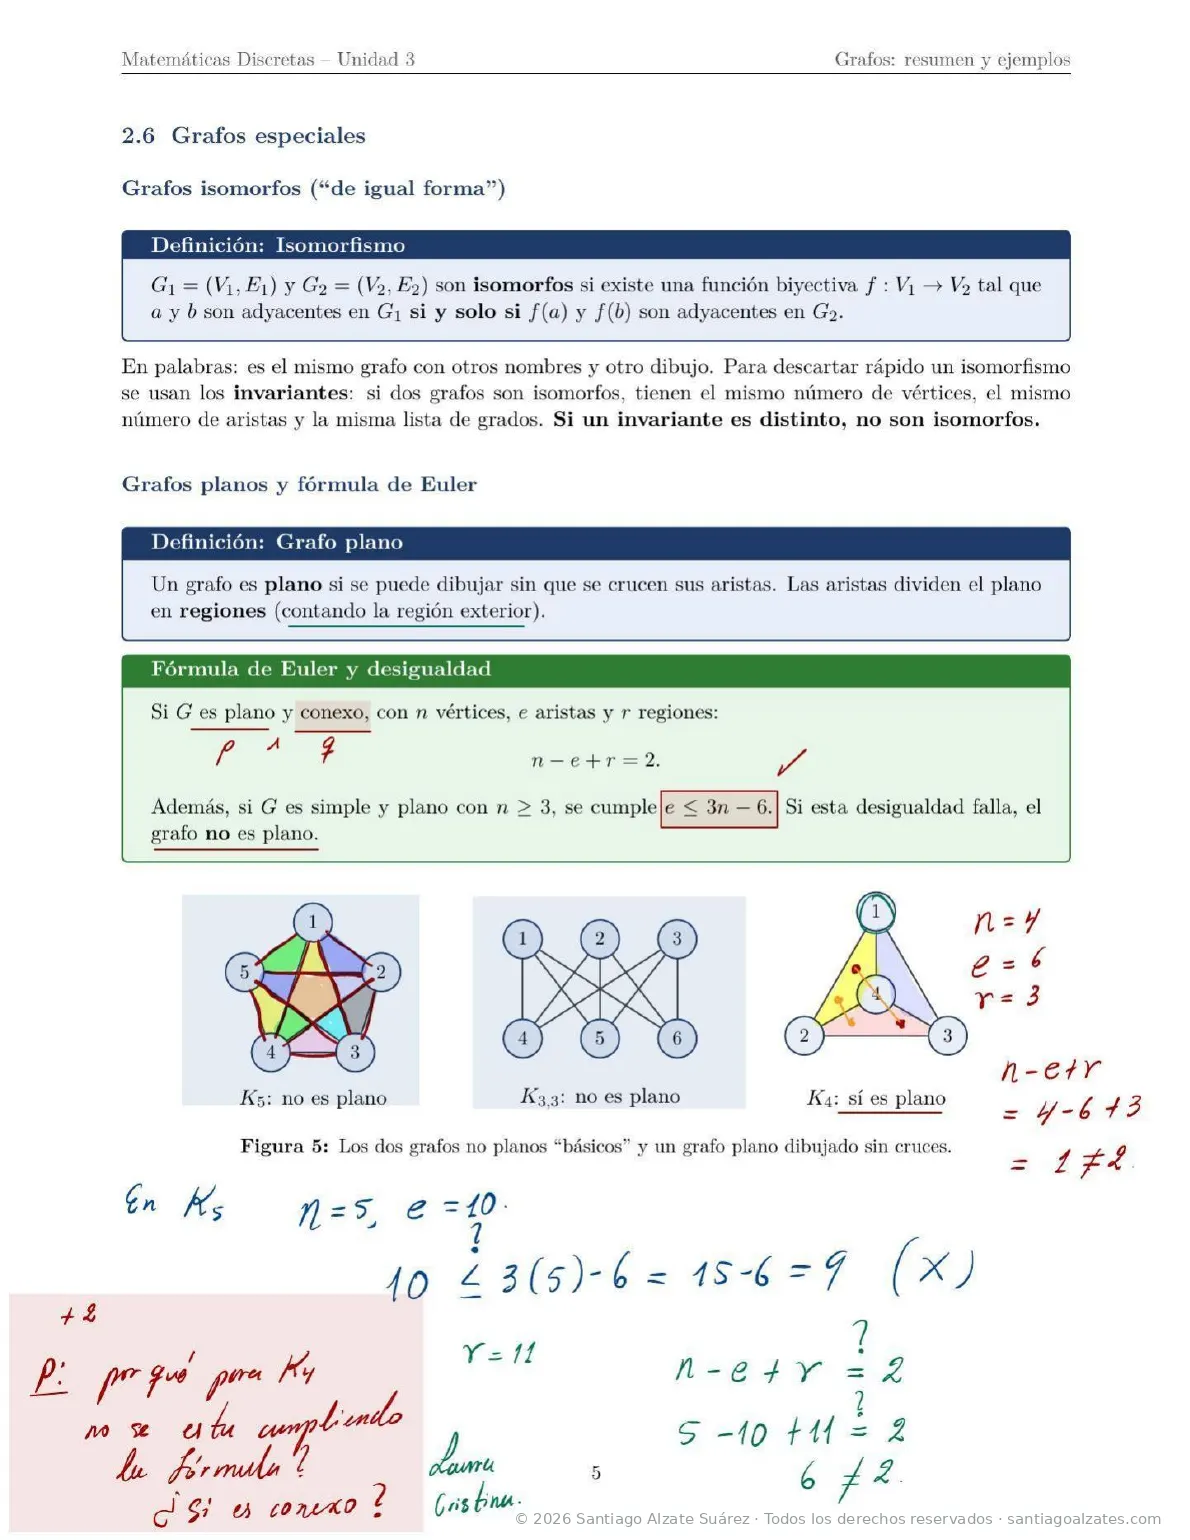 Matemáticas Discretas – Unidad 3
Grafos: resumen y ejemplos
2.6 Grafos especiales
Grafos isomorfos (“de igual forma”)
Definición: Isomorfismo
G₁ = (V₁, E₁) y G₂ = (V₂, E₂) son isomorfos si existe una función biyectiva f : V₁ → V₂ tal que
a y b son adyacentes en G₁ si y solo si f(a) y f(b) son adyacentes en G₂.
En palabras: es el mismo grafo con otros nombres y otro dibujo. Para descartar rápido un isomorfismo
se usan los invariantes: si dos grafos son isomorfos, tienen el mismo número de vértices, el mismo
número de aristas y la misma lista de grados. Si un invariante es distinto, no son isomorfos.
Grafos planos y fórmula de Euler
Definición: Grafo plano
Un grafo es plano si se puede dibujar sin que se crucen sus aristas. Las aristas dividen el plano
en regiones (contando la región exterior).
Fórmula de Euler y desigualdad
Si G es plano y conexo, con n vértices, e aristas y r regiones:
p ∧ q
n − e + r = 2.
✓
Además, si G es simple y plano con n ≥ 3, se cumple e ≤ 3n − 6. Si esta desigualdad falla, el
grafo no es plano.
1
5 2
4 3
K₅: no es plano
1 2 3
4 5 6
K₃,₃: no es plano
1
4
2 3
K₄: sí es plano
n = 4
e = 6
r = 3
n - e + r
= 4 - 6 + 3
= 1 ≠ 2.
Figura 5: Los dos grafos no planos “básicos” y un grafo plano dibujado sin cruces.
En K₅ n = 5, e = 10.
?
10 ≤ 3(5) - 6 = 15 - 6 = 9 (X)
+ 2
P: por qué para K4
no se esta cumpliendo
la fórmula?
¿Si es conexo?
r = 11
?
n - e + r = 2
?
5 - 10 + 11 = 2
6 ≠ 2.
Laura
Cristina.
5
© 2026 Santiago Alzate Suárez · Todos los derechos reservados · santiagoalzates.com